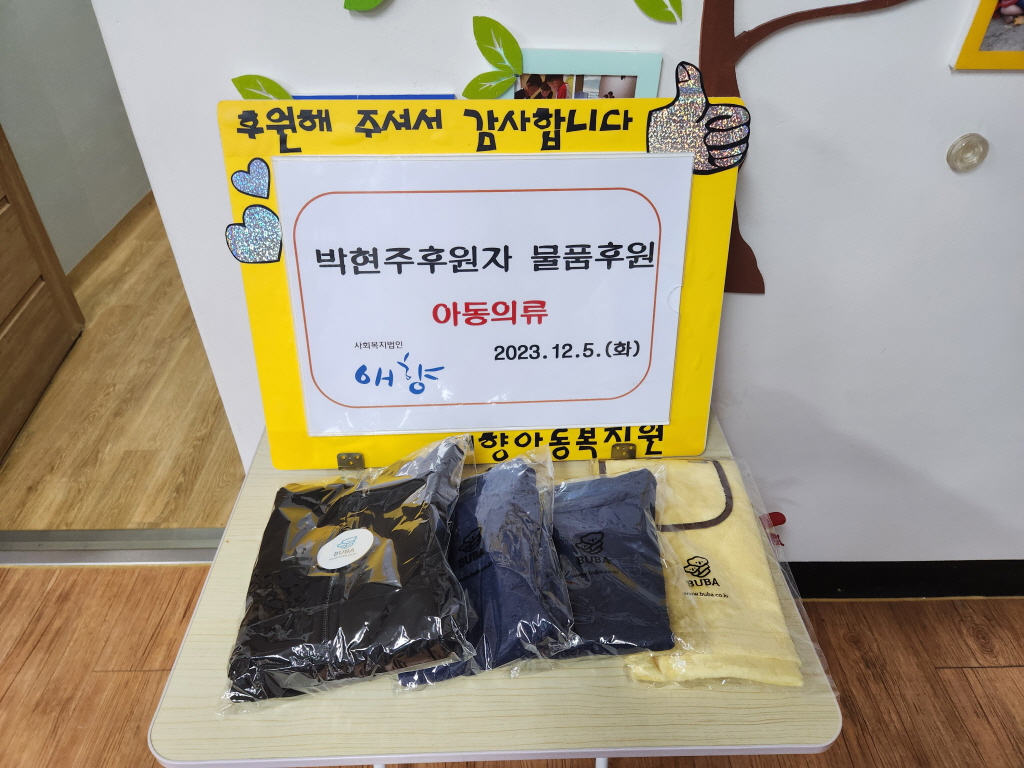 후원해 주셔서 감사합니다
박현주후원자 물품후원
아동의류
사회복지법인
2023.12.5.(화)
애향
향아동복지원
BUBA
BUBA
BUBA
www.buba.co.kr